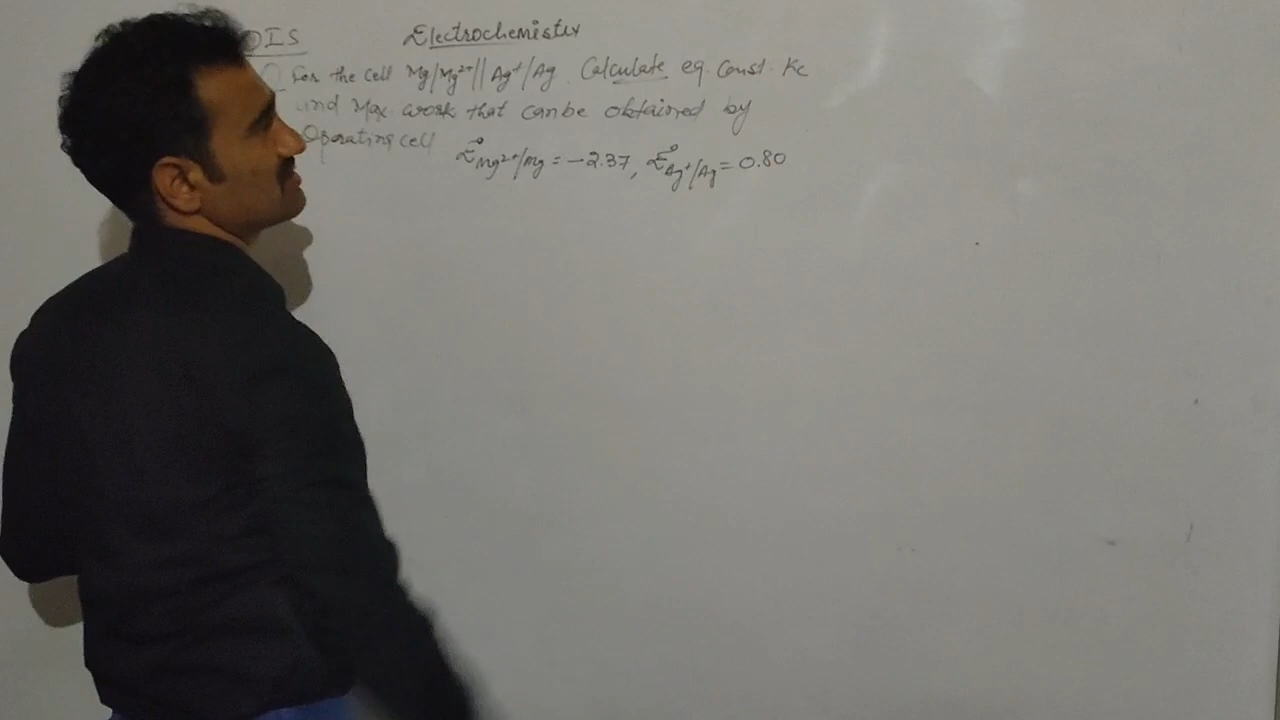 OIS Electrochemistry
Q For the cell Mg/Mg²⁺||Ag⁺/Ag. Calculate eq. Const. Kc
and Max work that can be obtained by
Operating cell
E°Mg²⁺/Mg = -2.37, E°Ag⁺/Ag = 0.80